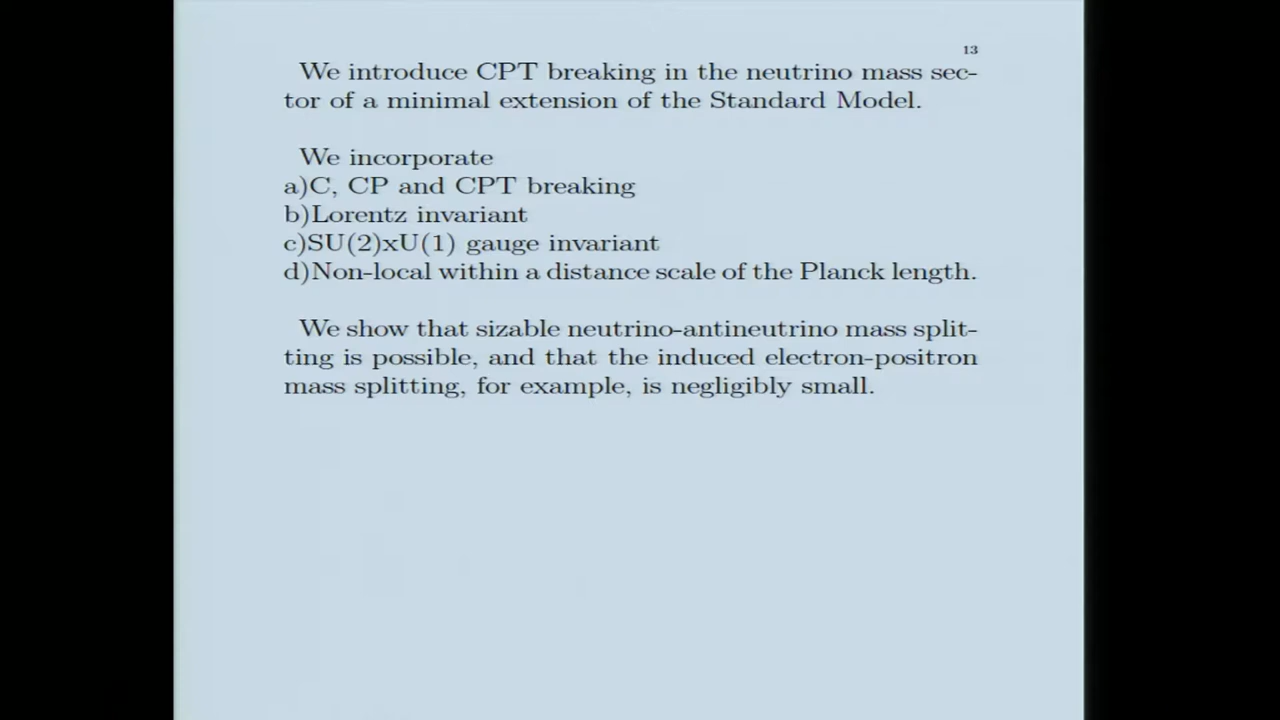 13
We introduce CPT breaking in the neutrino mass sec-
tor of a minimal extension of the Standard Model.
We incorporate
a)C, CP and CPT breaking
b)Lorentz invariant
c)SU(2)xU(1) gauge invariant
d)Non-local within a distance scale of the Planck length.
We show that sizable neutrino-antineutrino mass split-
ting is possible, and that the induced electron-positron
mass splitting, for example, is negligibly small.